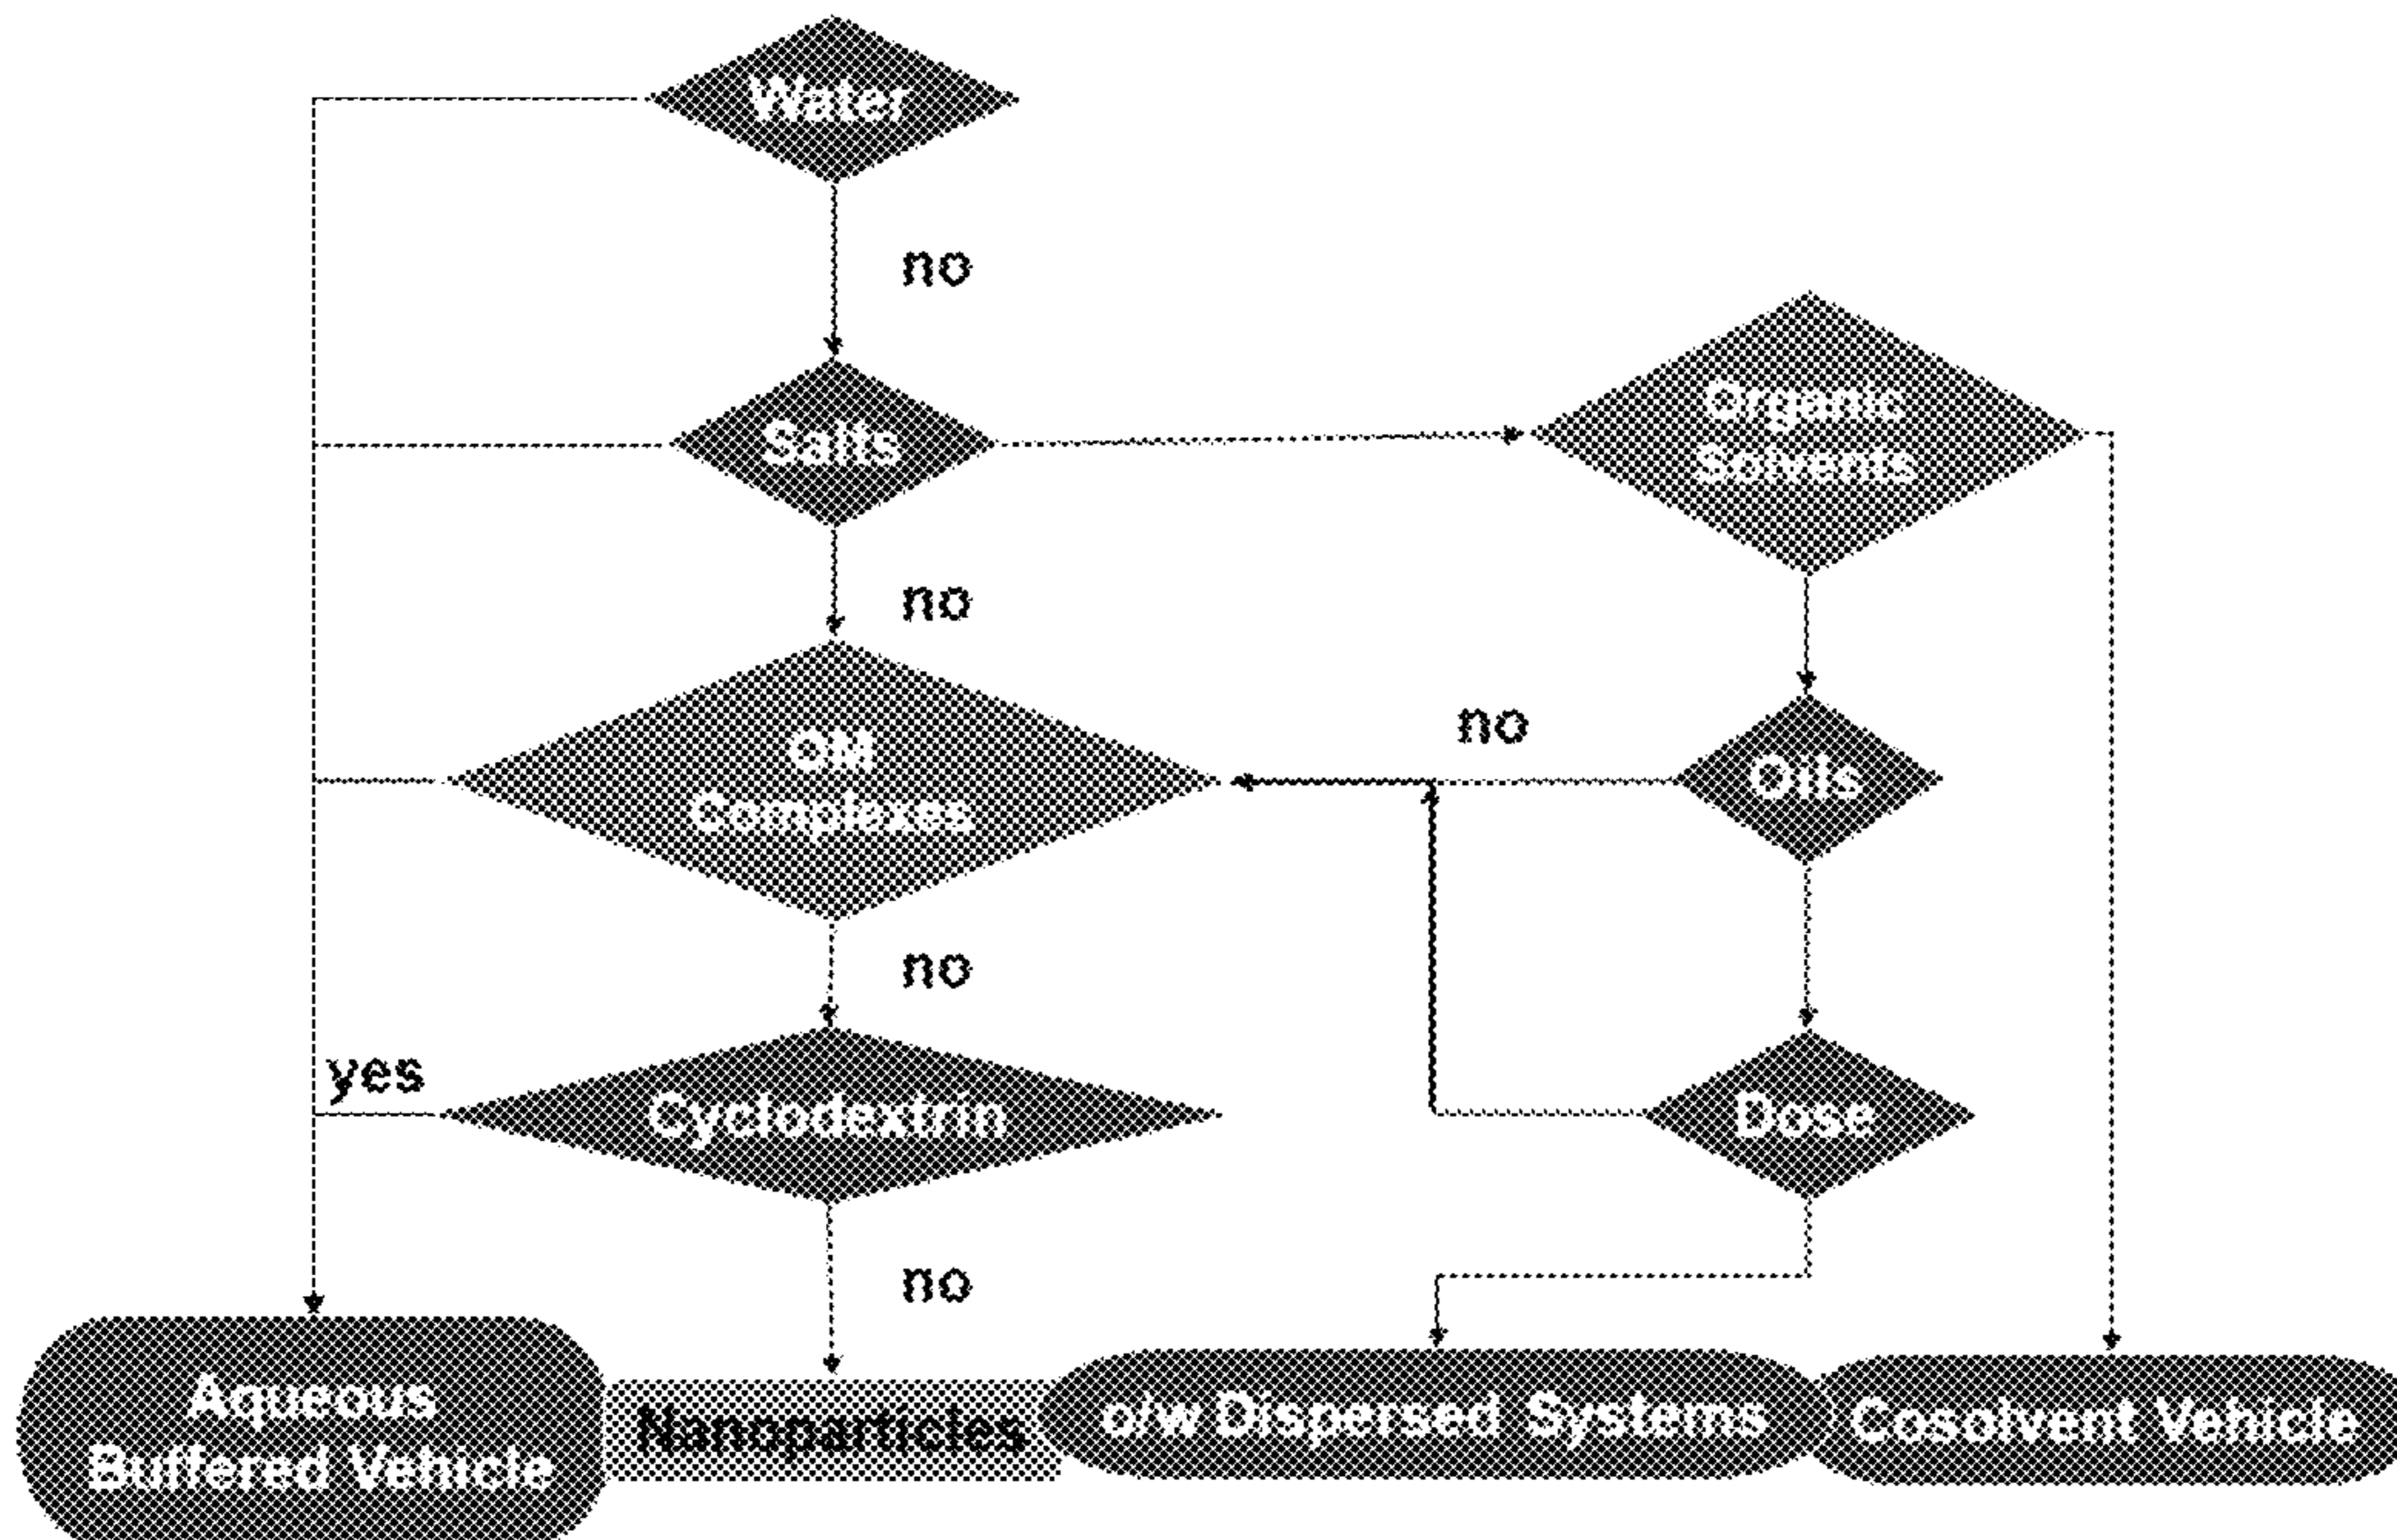 Water
no
Salts
Organic
Solvents
no
OM
Complexes
no
Oils
no
yes
Cyclodextrin
Dose
no
Aqueous
Buffered Vehicle
Nanoparticles
o/w Dispersed Systems
Cosolvent Vehicle